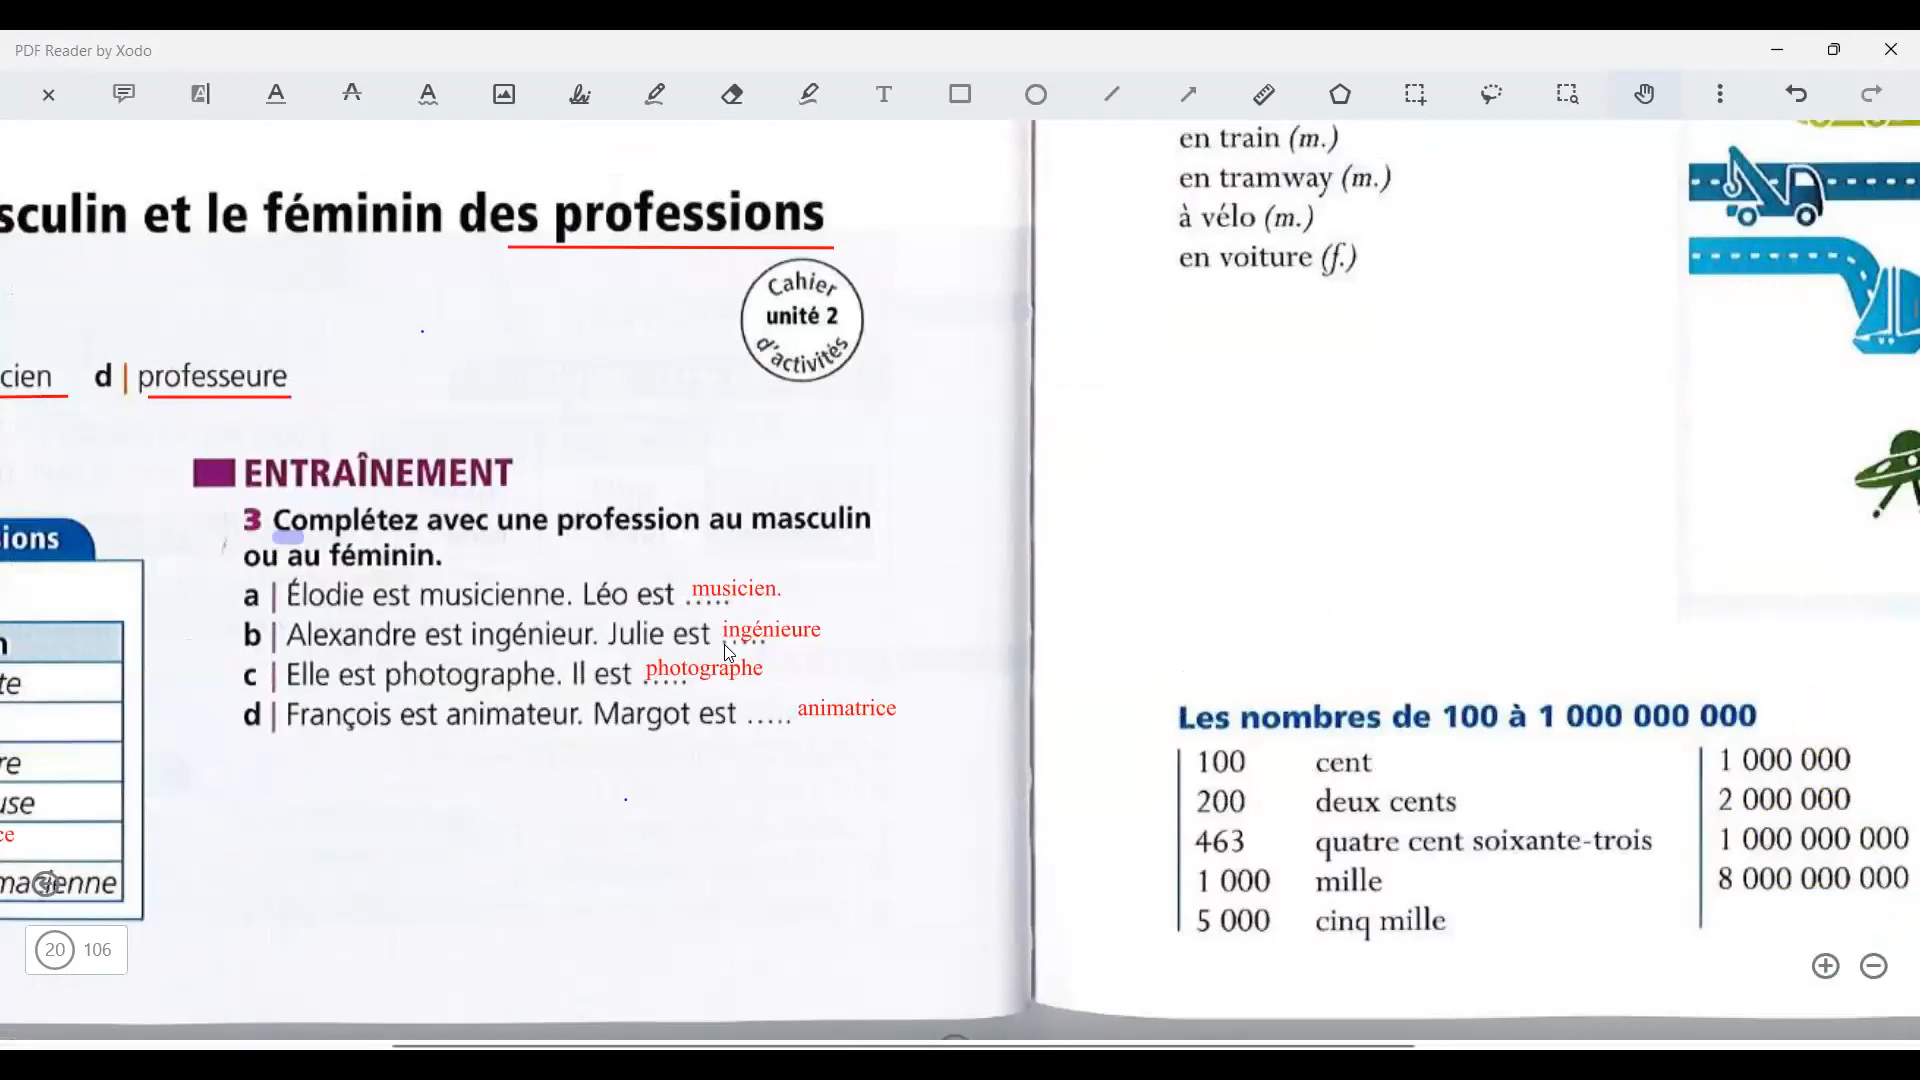 PDF Reader by Xodo
sculin et le féminin des professions
Cahier
unité 2
d'activités
cien d | professeure
ENTRAÎNEMENT
3 Complétez avec une profession au masculin
ou au féminin.
a | Élodie est musicienne. Léo est ..... musicien.
b | Alexandre est ingénieur. Julie est ..... ingénieure
c | Elle est photographe. Il est ..... photographe
d | François est animateur. Margot est ..... animatrice
ions
n
te
re
use
ce
enne
20 106
en train (m.)
en tramway (m.)
à vélo (m.)
en voiture (f.)
Les nombres de 100 à 1 000 000 000
100 cent 1 000 000
200 deux cents 2 000 000
463 quatre cent soixante-trois 1 000 000 000
1 000 mille 8 000 000 000
5 000 cinq mille